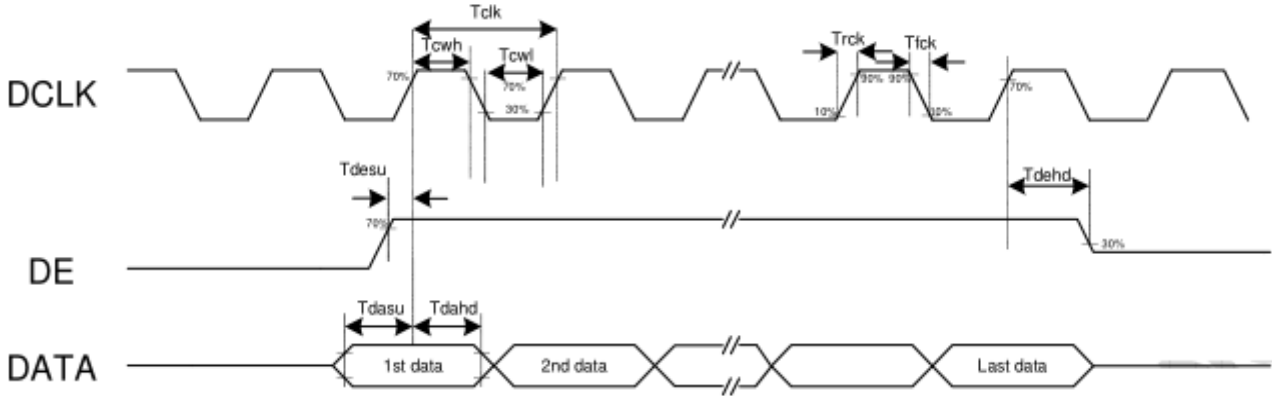 Tclk
Tcwh
Tcwl
Trck
Tfck
DCLK
70%
70%
90% 90%
70%
30%
10%
10%
Tdesu
Tdehd
70%
30%
DE
Tdasu Tdahd
DATA
1st data
2nd data
Last data